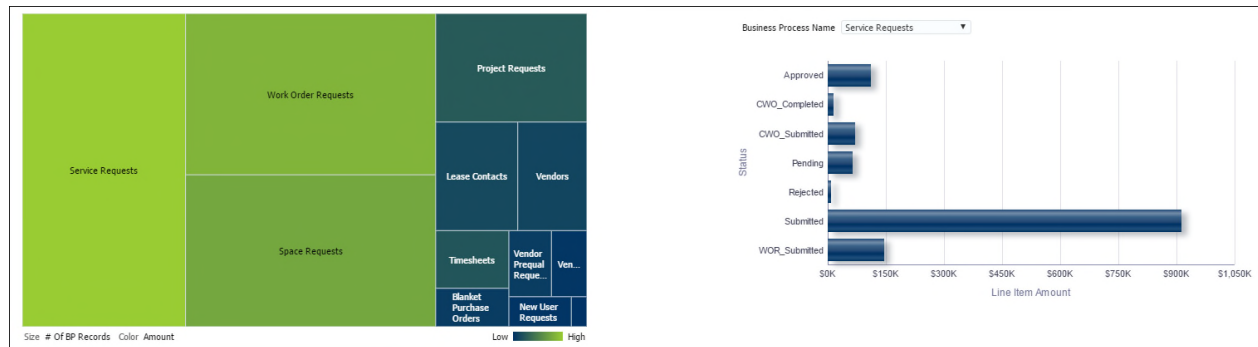 Service Requests
Work Order Requests
Space Requests
Project Requests
Lease Contacts
Vendors
Timesheets
Vendor
Prequal
Reque...
Ven...
Blanket
Purchase
Orders
New User
Requests
Size # Of BP Records Color Amount
Low High
Business Process Name Service Requests
Status
Approved
CWO_Completed
CWO_Submitted
Pending
Rejected
Submitted
WOR_Submitted
$0K $150K $300K $450K $600K $750K $900K $1,050K
Line Item Amount